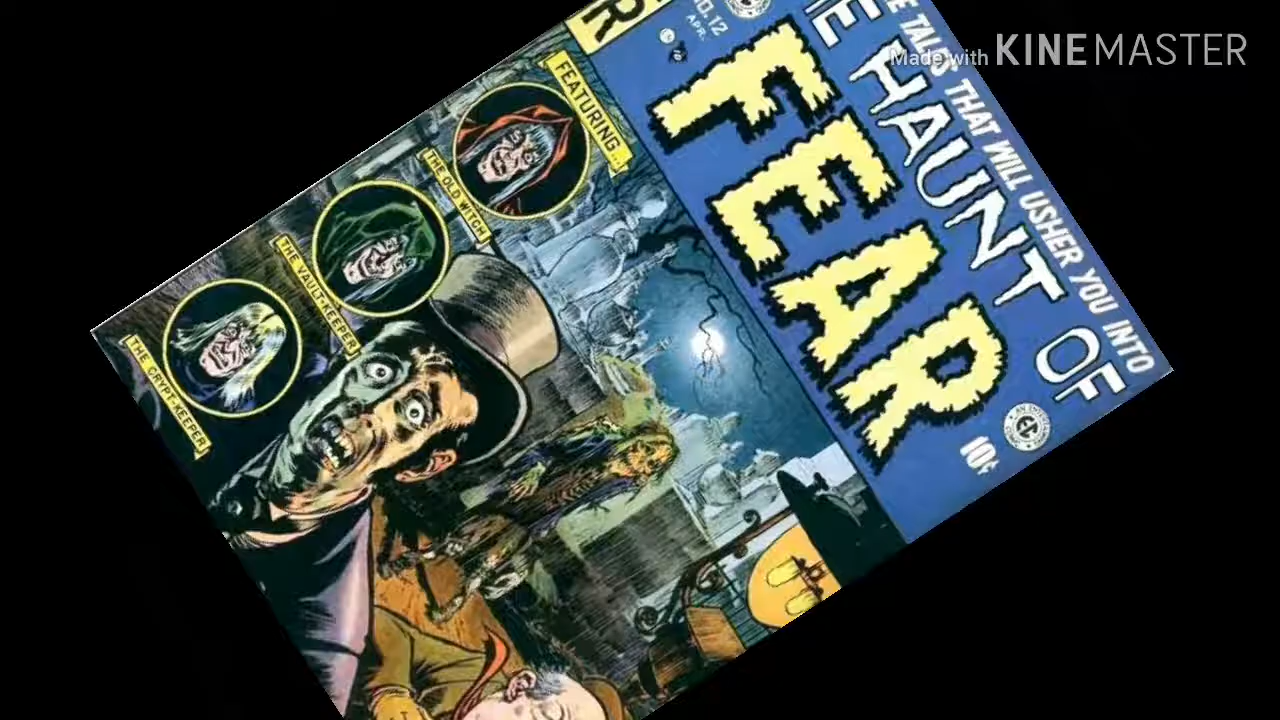 Made with KINEMASTER
E TALES THAT WILL USHER YOU INTO
THE HAUNT OF
FEAR
NO. 12
APR.
10¢
FEATURING...
THE OLD WITCH
THE VAULT-KEEPER
THE CRYPT-KEEPER